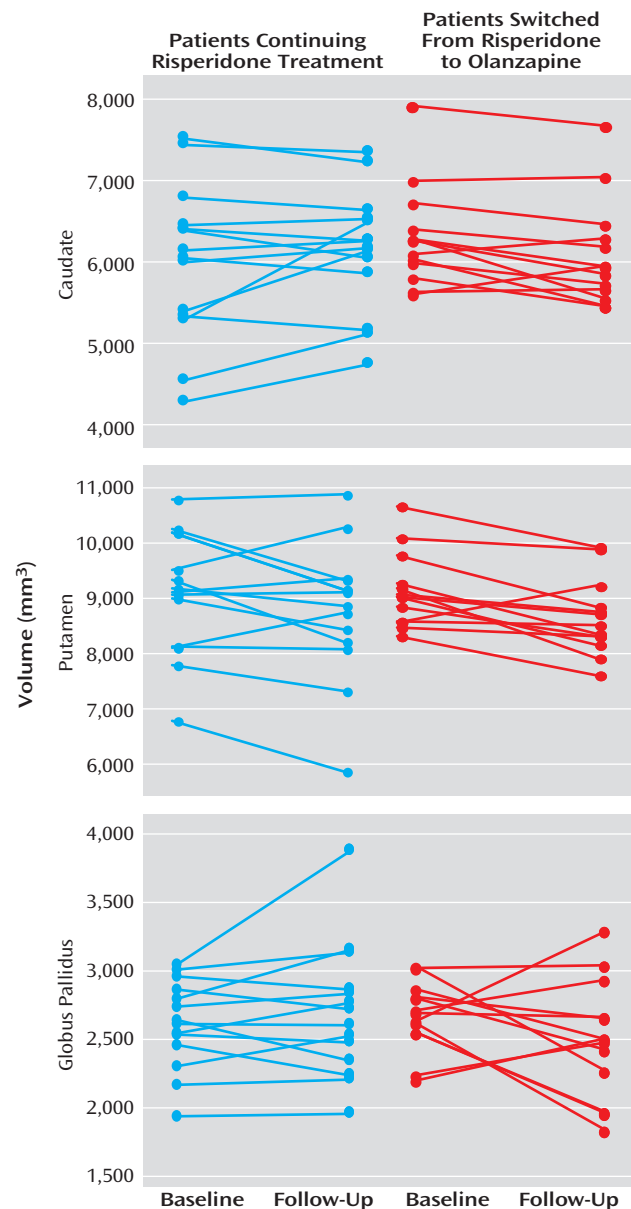 Patients Continuing
Risperidone Treatment
Patients Switched
From Risperidone
to Olanzapine
Volume (mm³)
Caudate
8,000
7,000
6,000
5,000
4,000
Putamen
11,000
10,000
9,000
8,000
7,000
6,000
Globus Pallidus
4,000
3,500
3,000
2,500
2,000
1,500
Baseline Follow-Up Baseline Follow-Up